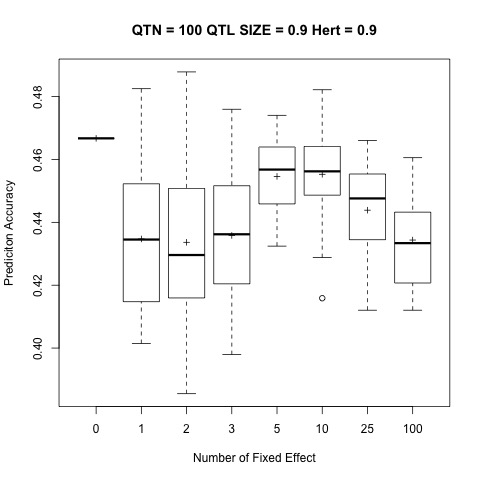 QTN = 100 QTL SIZE = 0.9 Hert = 0.9
0.48
0.46
0.44
0.42
0.40
Prediciton Accuracy
0 1 2 3 5 10 25 100
Number of Fixed Effect